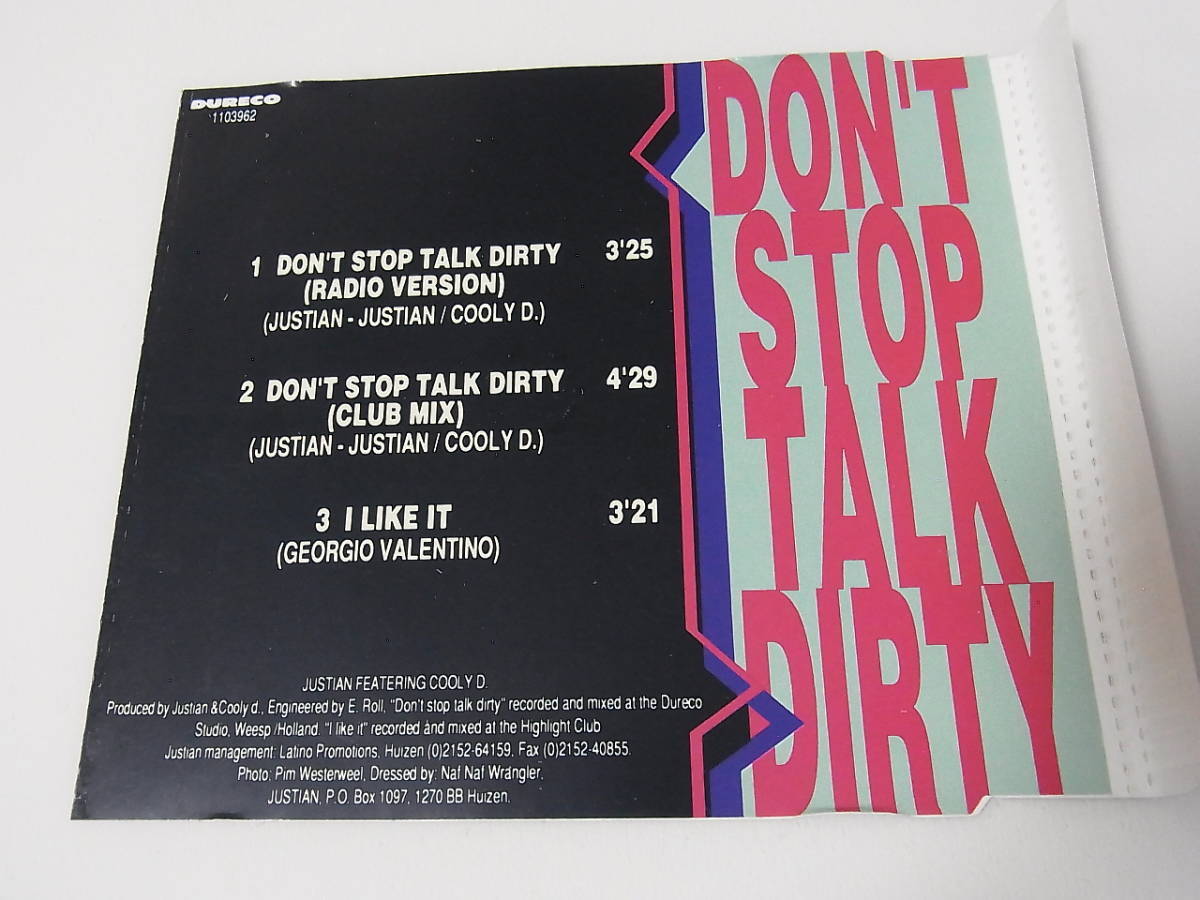 DURECO
1103962
1 DON'T STOP TALK DIRTY 3'25
(RADIO VERSION)
(JUSTIAN - JUSTIAN / COOLY D.)
2 DON'T STOP TALK DIRTY 4'29
(CLUB MIX)
(JUSTIAN - JUSTIAN / COOLY D.)
3 I LIKE IT 3'21
(GEORGIO VALENTINO)
JUSTIAN FEATERING COOLY D.
Produced by Justian &Cooly d., Engineered by E. Roll, "Don't stop talk dirty" recorded and mixed at the Dureco
Studio, Weesp /Holland. "I like it" recorded and mixed at the Highlight Club
Justian management: Latino Promotions, Huizen (0)2152-64159, Fax (0)2152-40855.
Photo: Pim Westerweel, Dressed by: Naf Naf Wrangler.
JUSTIAN, P.O. Box 1097, 1270 BB Huizen.
DON'T
STOP
TALK
DIRTY